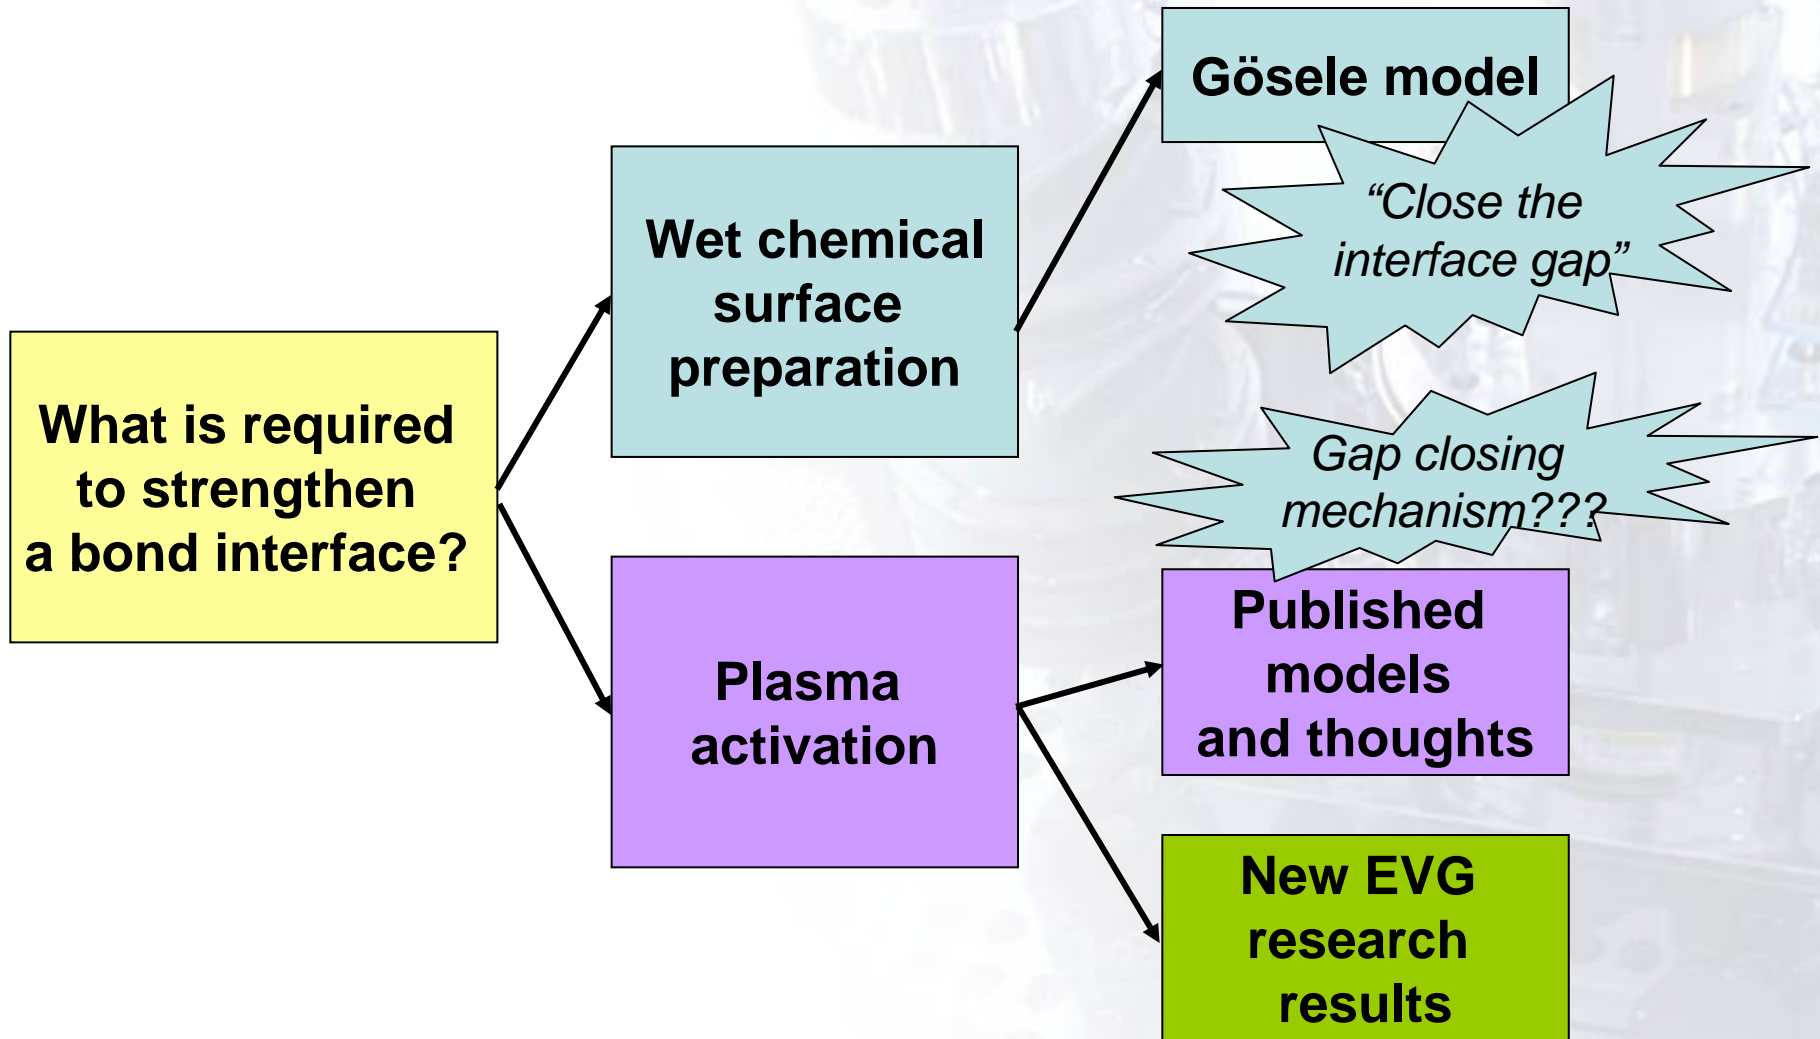 What is required
to strengthen
a bond interface?
Wet chemical
surface
preparation
Plasma
activation
Gösele model
“Close the
interface gap”
Gap closing
mechanism???
Published
models
and thoughts
New EVG
research
results